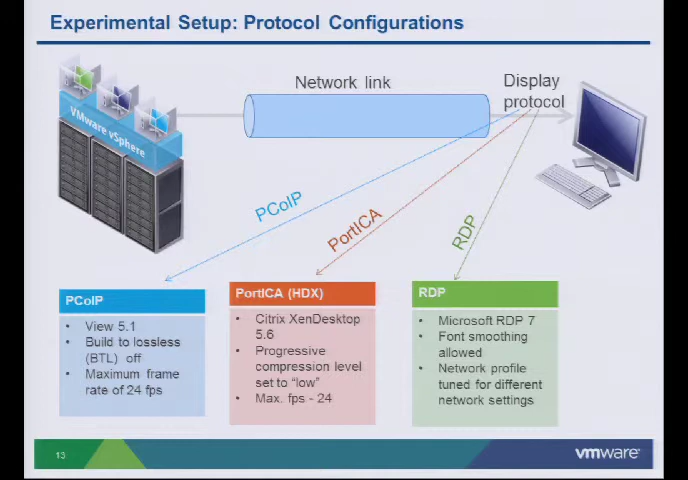 Experimental Setup: Protocol Configurations
Network link
Display
protocol
VMware vSphere
PCoIP
PortICA
RDP
PCoIP
• View 5.1
• Build to lossless
(BTL) off
• Maximum frame
rate of 24 fps
PortICA (HDX)
• Citrix XenDesktop
5.6
• Progressive
compression level
set to “low”
• Max. fps - 24
RDP
• Microsoft RDP 7
• Font smoothing
allowed
• Network profile
tuned for different
network settings
13
vmware